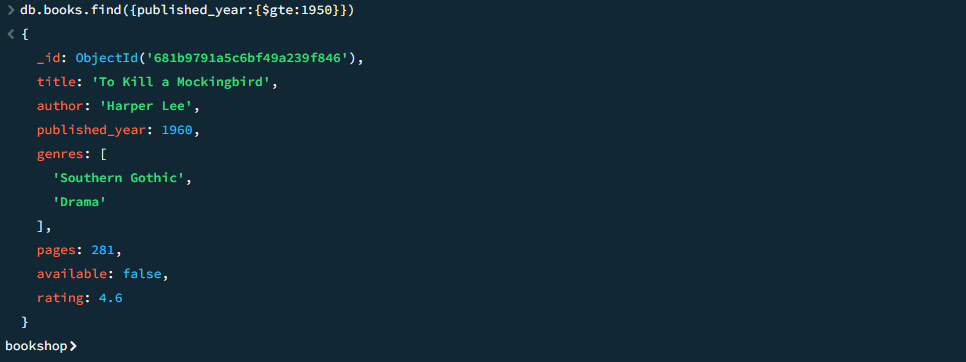 > db.books.find({published_year:{$gte:1950}})
< {
_id: ObjectId('681b9791a5c6bf49a239f846'),
title: 'To Kill a Mockingbird',
author: 'Harper Lee',
published_year: 1960,
genres: [
'Southern Gothic',
'Drama'
],
pages: 281,
available: false,
rating: 4.6
}
bookshop>